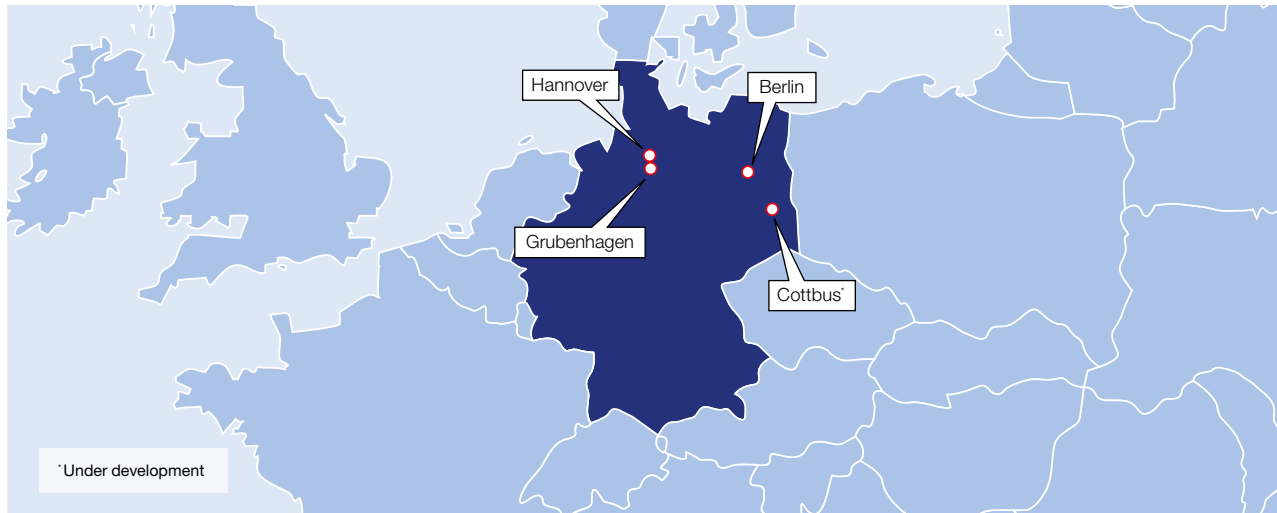 Hannover
Berlin
Grubenhagen
Cottbus*
*Under development